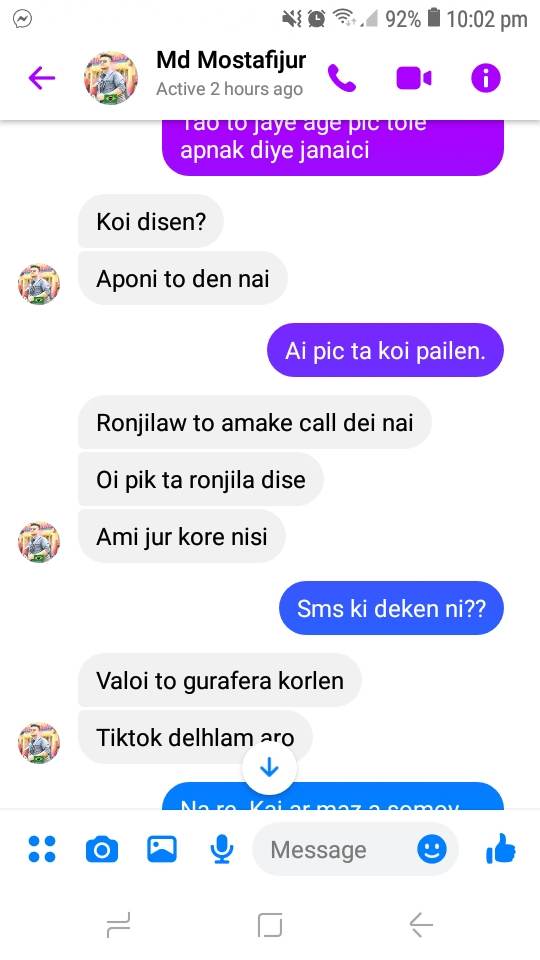 92% 10:02 pm
Md Mostafijur
Active 2 hours ago
Tao to jaye age pic tole
apnak diye janaici
Koi disen?
Aponi to den nai
Ai pic ta koi pailen.
Ronjilaw to amake call dei nai
Oi pik ta ronjila dise
Ami jur kore nisi
Sms ki deken ni??
Valoi to gurafera korlen
Tiktok delhlam aro
Na re. Kai ar maz a somoy
Message